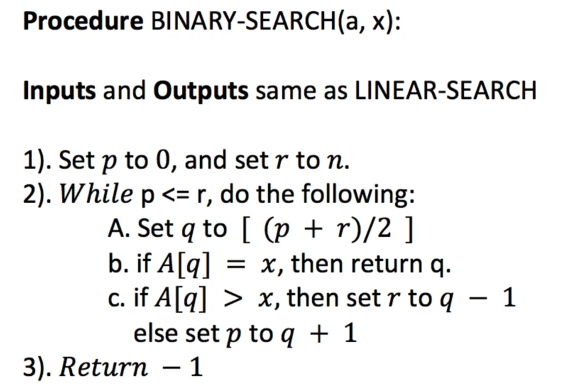 Procedure BINARY-SEARCH(a, x):
Inputs and Outputs same as LINEAR-SEARCH
1). Set p to 0, and set r to n.
2). While p <= r, do the following:
A. Set q to [ (p + r)/2 ]
b. if A[q] = x, then return q.
c. if A[q] > x, then set r to q − 1
else set p to q + 1
3). Return − 1